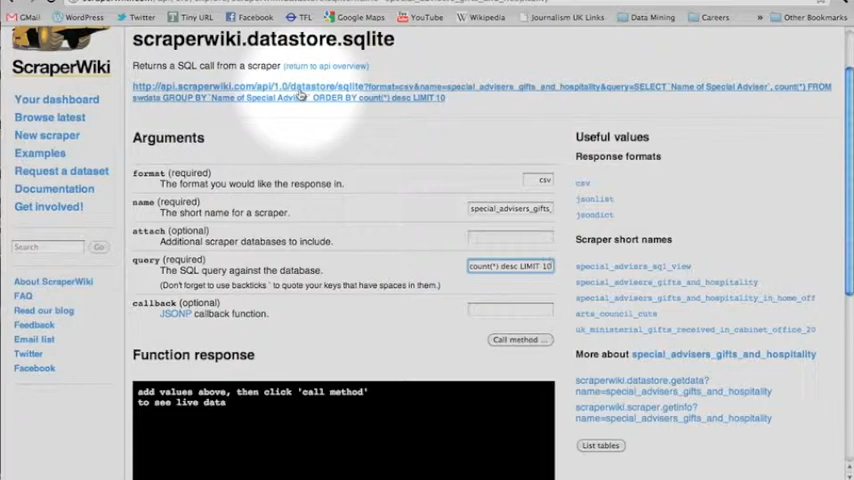 GMail WordPress Twitter Tiny URL Facebook TFL Google Maps YouTube Wikipedia Journalism UK Links Data Mining Careers >> Other Bookmarks
ScraperWiki
Your dashboard
Browse latest
New scraper
Examples
Request a dataset
Documentation
Get involved!
Search Go
About ScraperWiki
FAQ
Read our blog
Feedback
Email list
Twitter
Facebook
scraperwiki.datastore.sqlite
Returns a SQL call from a scraper (return to api overview)
http://api.scraperwiki.com/api/1.0/datastore/sqlite?format=csv&name=special_advisers_gifts_and_hospitality&query=SELECT `Name of Special Adviser`, count(*) FROM
swdata GROUP BY `Name of Special Adviser` ORDER BY count(*) desc LIMIT 10
Arguments
format (required)
The format you would like the response in.
csv
name (required)
The short name for a scraper.
special_advisers_gifts_
attach (optional)
Additional scraper databases to include.
query (required)
The SQL query against the database.
count(*) desc LIMIT 10
(Don't forget to use backticks ` to quote your keys that have spaces in them.)
callback (optional)
JSONP callback function.
Call method ...
Function response
add values above, then click 'call method'
to see live data
Useful values
Response formats
csv
jsonlist
jsondict
Scraper short names
special_advisrs_sql_view
special_advisers_gifts_and_hospitality
special_advisers_gifts_and_hospitality_in_home_off
arts_council_cuts
uk_ministerial_gifts_received_in_cabinet_office_20
More about special_advisers_gifts_and_hospitality
scraperwiki.datastore.getdata?
name=special_advisers_gifts_and_hospitality
scraperwiki.scraper.getinfo?
name=special_advisers_gifts_and_hospitality
List tables